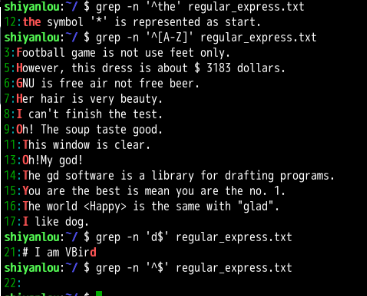 shiyanlou:~/ $ grep -n '^the' regular_express.txt
12:the symbol '*' is represented as start.
shiyanlou:~/ $ grep -n '^[A-Z]' regular_express.txt
3:Football game is not use feet only.
5:However, this dress is about $ 3183 dollars.
6:GNU is free air not free beer.
7:Her hair is very beauty.
8:I can't finish the test.
9:Oh! The soup taste good.
11:This window is clear.
13:Oh!My god!
14:The gd software is a library for drafting programs.
15:You are the best is mean you are the no. 1.
16:The world <Happy> is the same with "glad".
17:I like dog.
shiyanlou:~/ $ grep -n 'd$' regular_express.txt
21:# I am VBird
shiyanlou:~/ $ grep -n '^$' regular_express.txt
22:
shiyanlou:~/ $